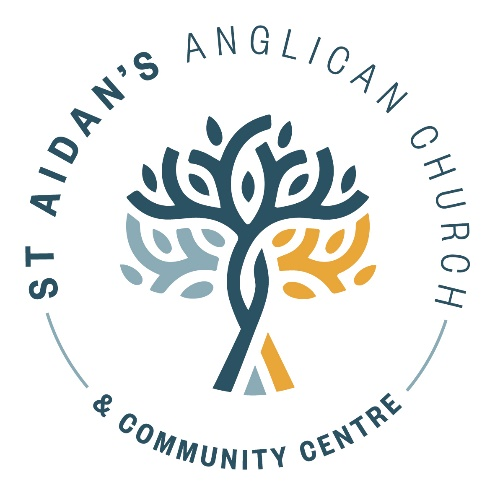 ST AIDAN'S ANGLICAN CHURCH
& COMMUNITY CENTRE